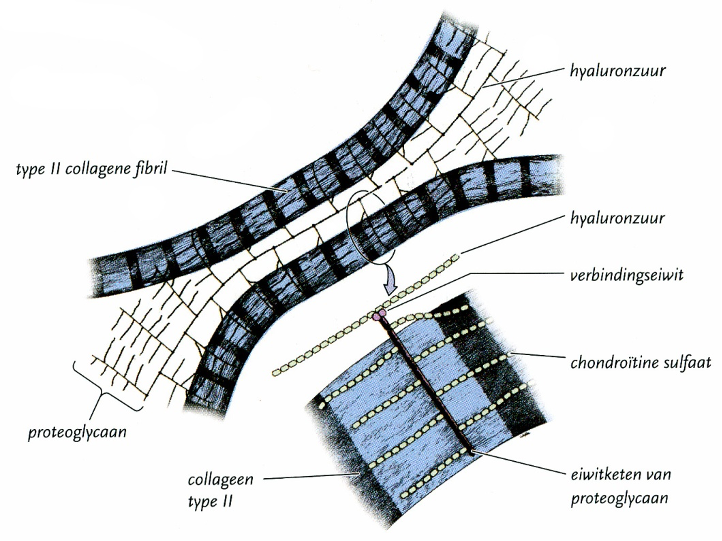 hyaluronzuur
type II collagene fibril
hyaluronzuur
verbindingseiwit
chondroïtine sulfaat
proteoglycaan
collageen
type II
eiwitketen van
proteoglycaan